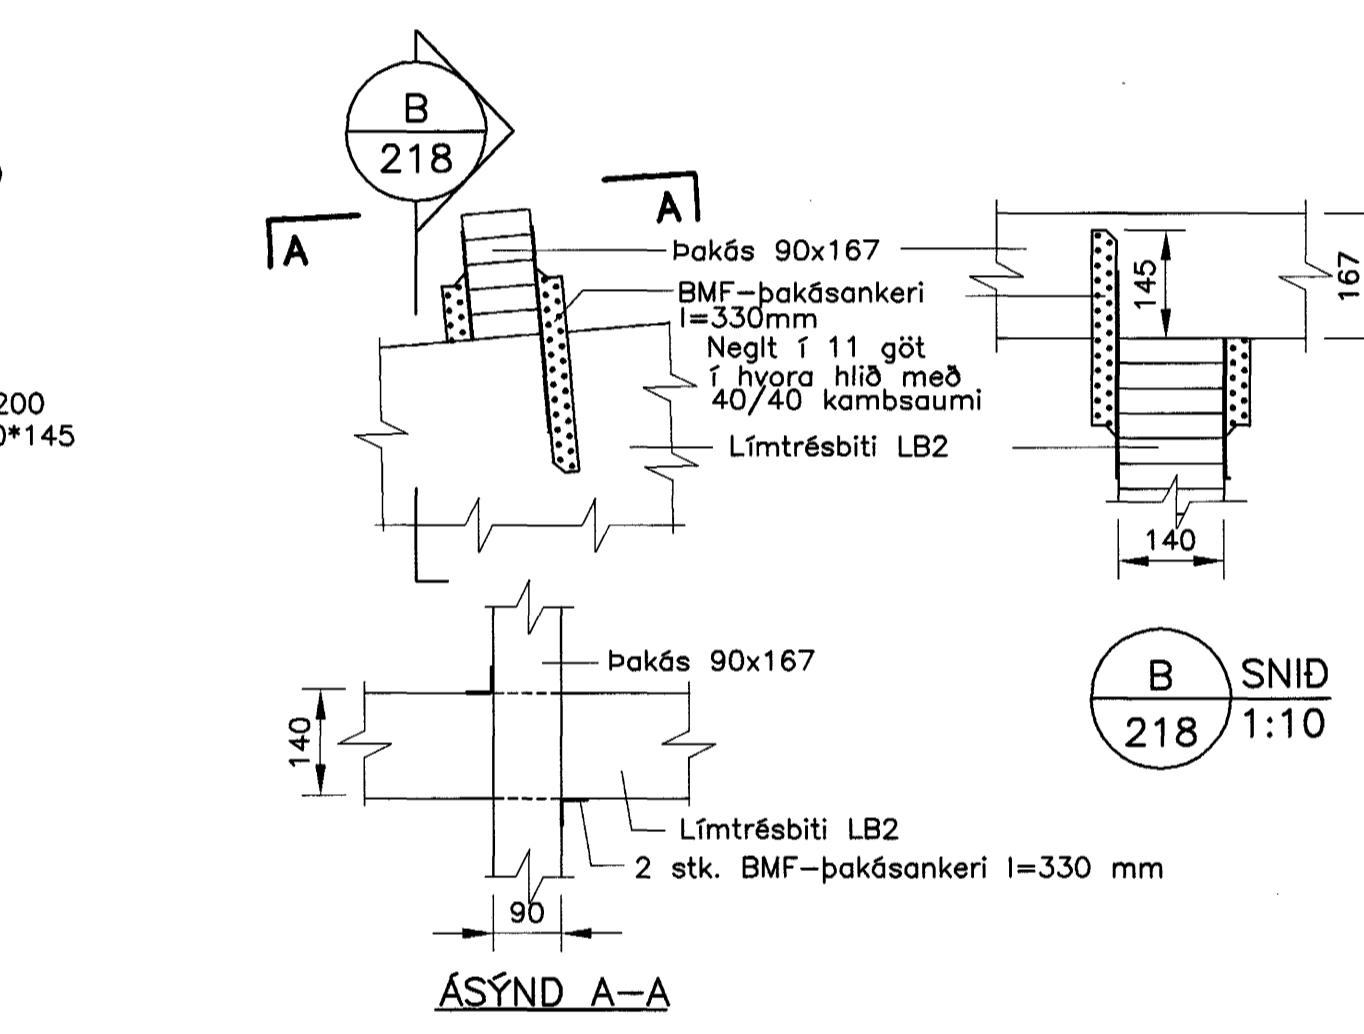 B
218
A
A
Þakás 90x167
BMF-þakásankeri
l=330mm
Neglt í 11 göt
í hvora hlið með
40/40 kambsaumi
Límtrésbiti LB2
200
0*145
145
167
140
B
218
SNIÐ
1:10
Þakás 90x167
140
Límtrésbiti LB2
2 stk. BMF-þakásankeri l=330 mm
90
ÁSÝND A-A